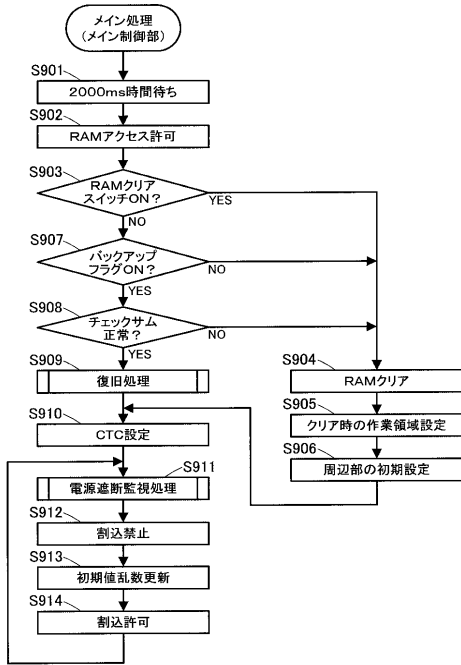 メイン処理
(メイン制御部)
S901
2000ms時間待ち
S902
RAMアクセス許可
S903
RAMクリア
スイッチON?
YES
NO
S907
バックアップ
フラグON?
NO
YES
S908
チェックサム
正常?
NO
YES
S909
復旧処理
S904
RAMクリア
S905
クリア時の作業領域設定
S906
周辺部の初期設定
S910
CTC設定
S911
電源遮断監視処理
S912
割込禁止
S913
初期値乱数更新
S914
割込許可